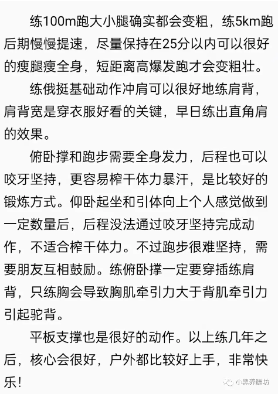 练100m跑大小腿确实都会变粗，练5km跑
后期慢慢提速，尽量保持在25分以内可以很好
的瘦腿瘦全身，短距离高爆发跑才会变粗壮。
练俄挺基础动作冲肩可以很好地练肩背，
肩背宽是穿衣服好看的关键，早日练出直角肩
的效果。
俯卧撑和跑步需要全身发力，后程也可以
咬牙坚持，更容易榨干体力暴汗，是比较好的
锻炼方式。仰卧起坐和引体向上个人感觉做到
一定数量后，后程没法通过咬牙坚持完成动
作，不适合榨干体力。不过跑步很难坚持，需
要朋友互相鼓励。练俯卧撑一定要穿插练肩
背，只练胸会导致胸肌牵引力大于背肌牵引力
引起驼背。
平板支撑也是很好的动作。以上练几年之
后，核心会很好，户外都比较好上手，非常快
乐！